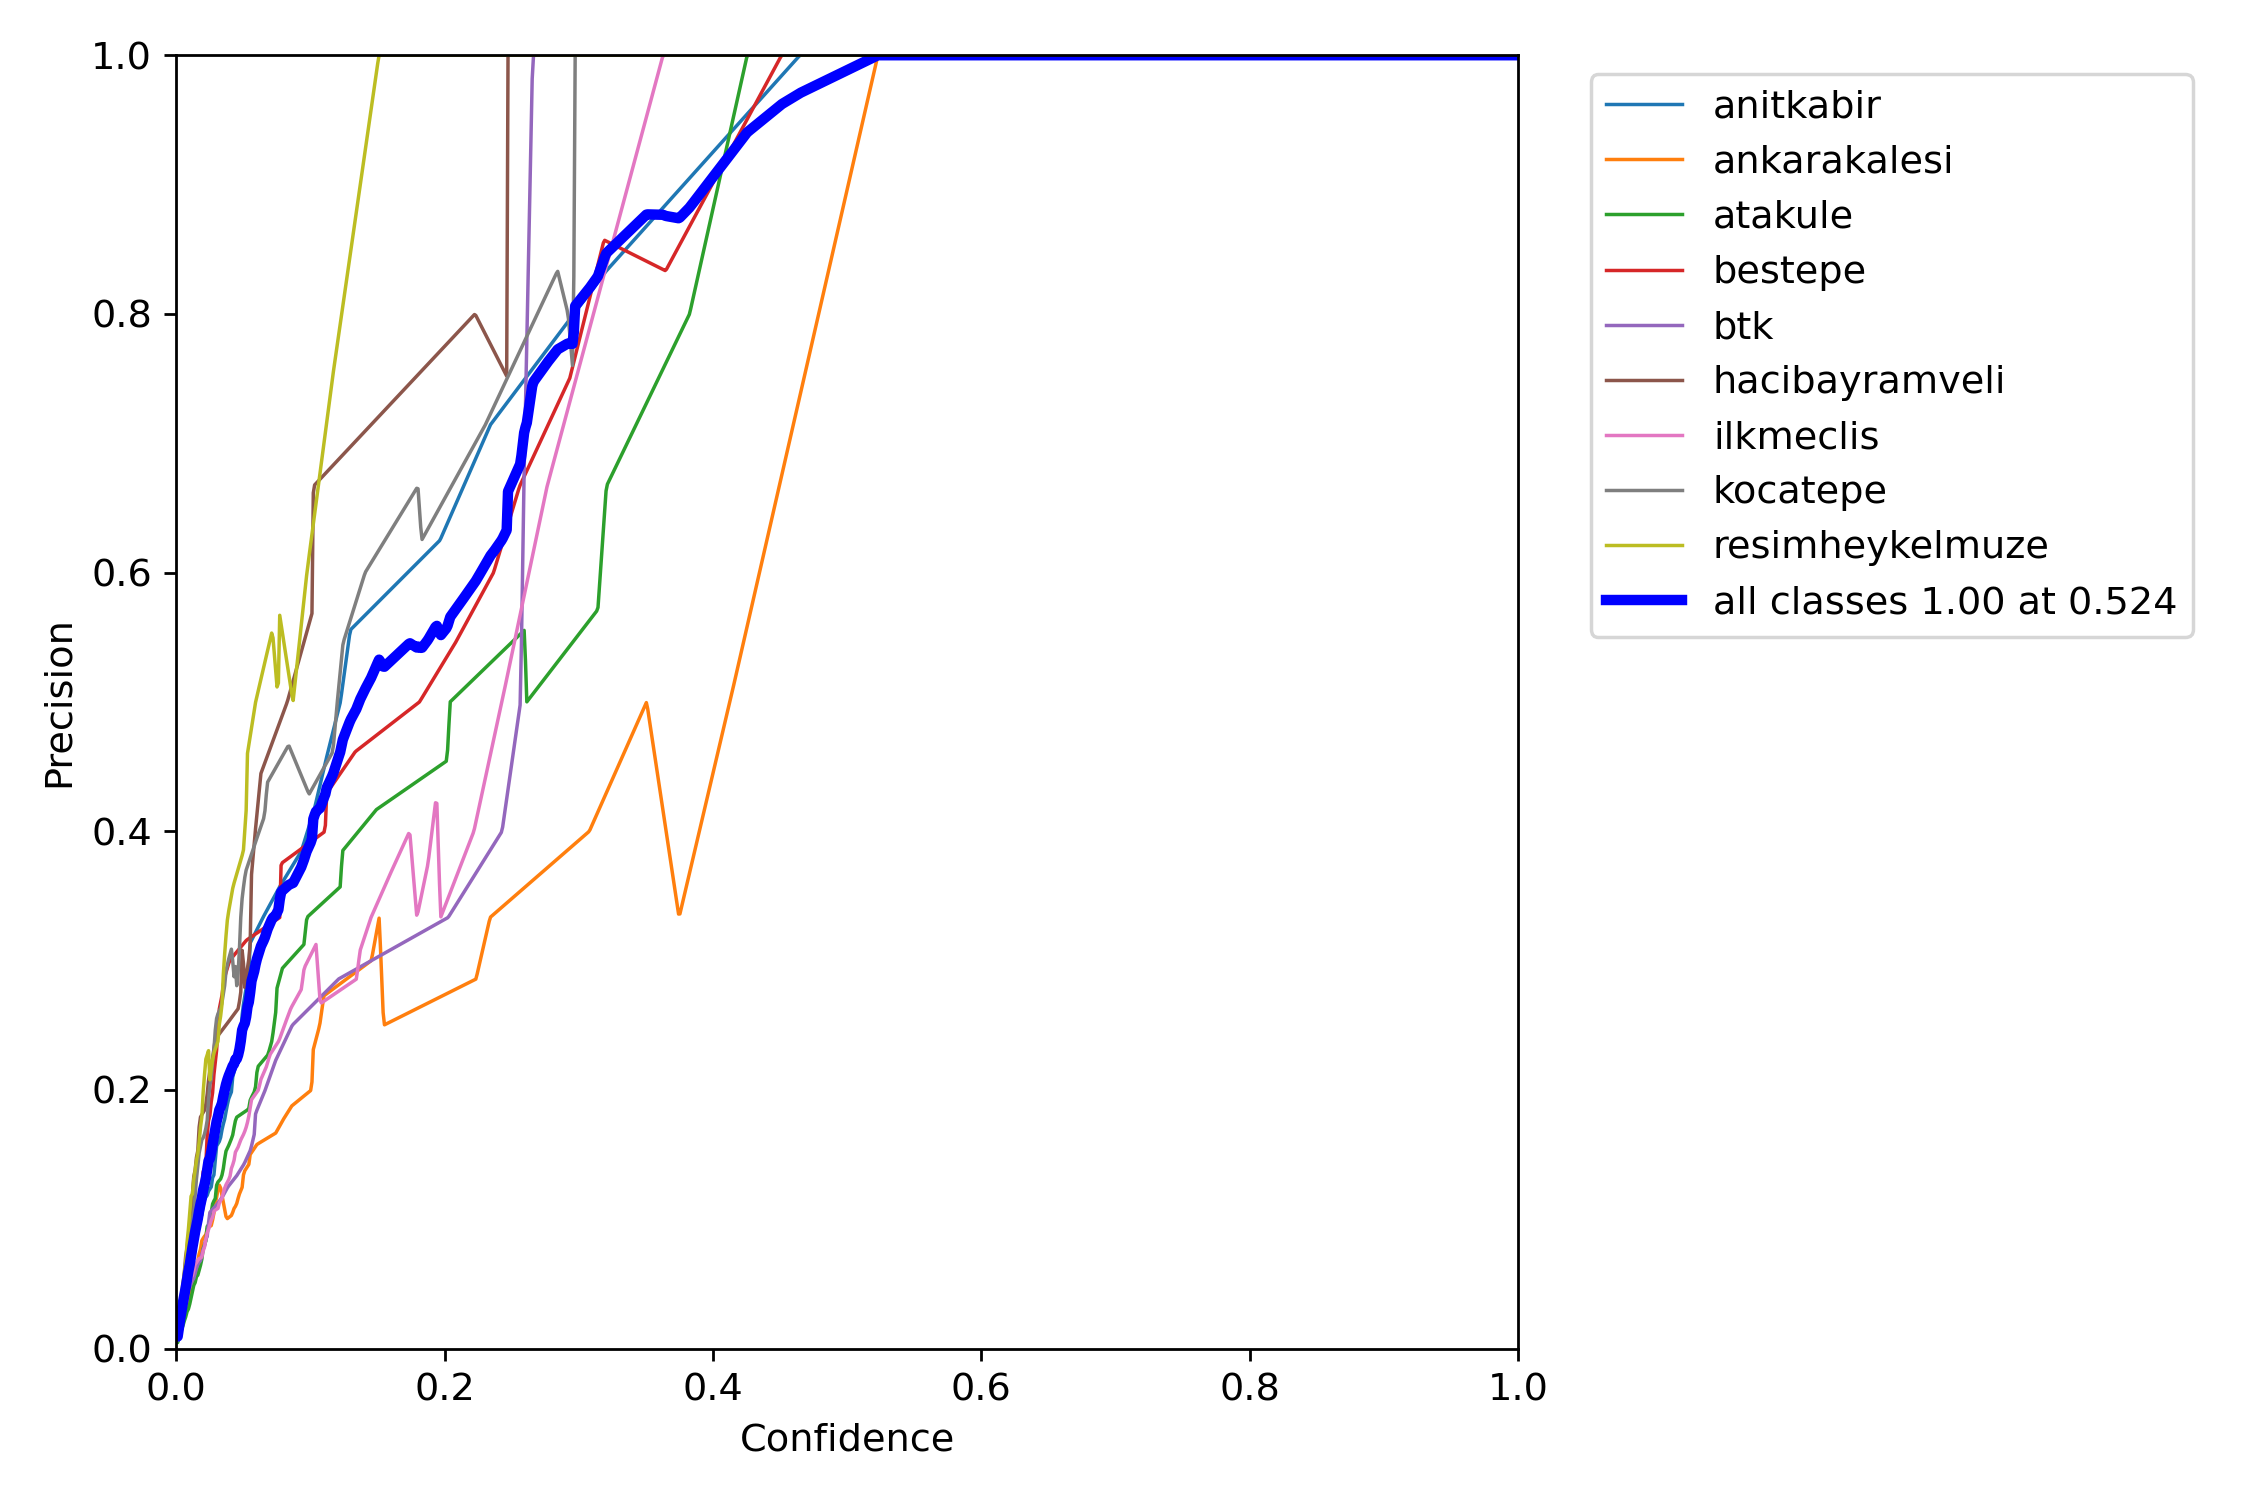 1.0
0.8
0.6
0.4
0.2
0.0
Precision
0.0 0.2 0.4 0.6 0.8 1.0
Confidence
anitkabir
ankarakalesi
atakule
bestepe
btk
hacibayramveli
ilkmeclis
kocatepe
resimheykelmuze
all classes 1.00 at 0.524